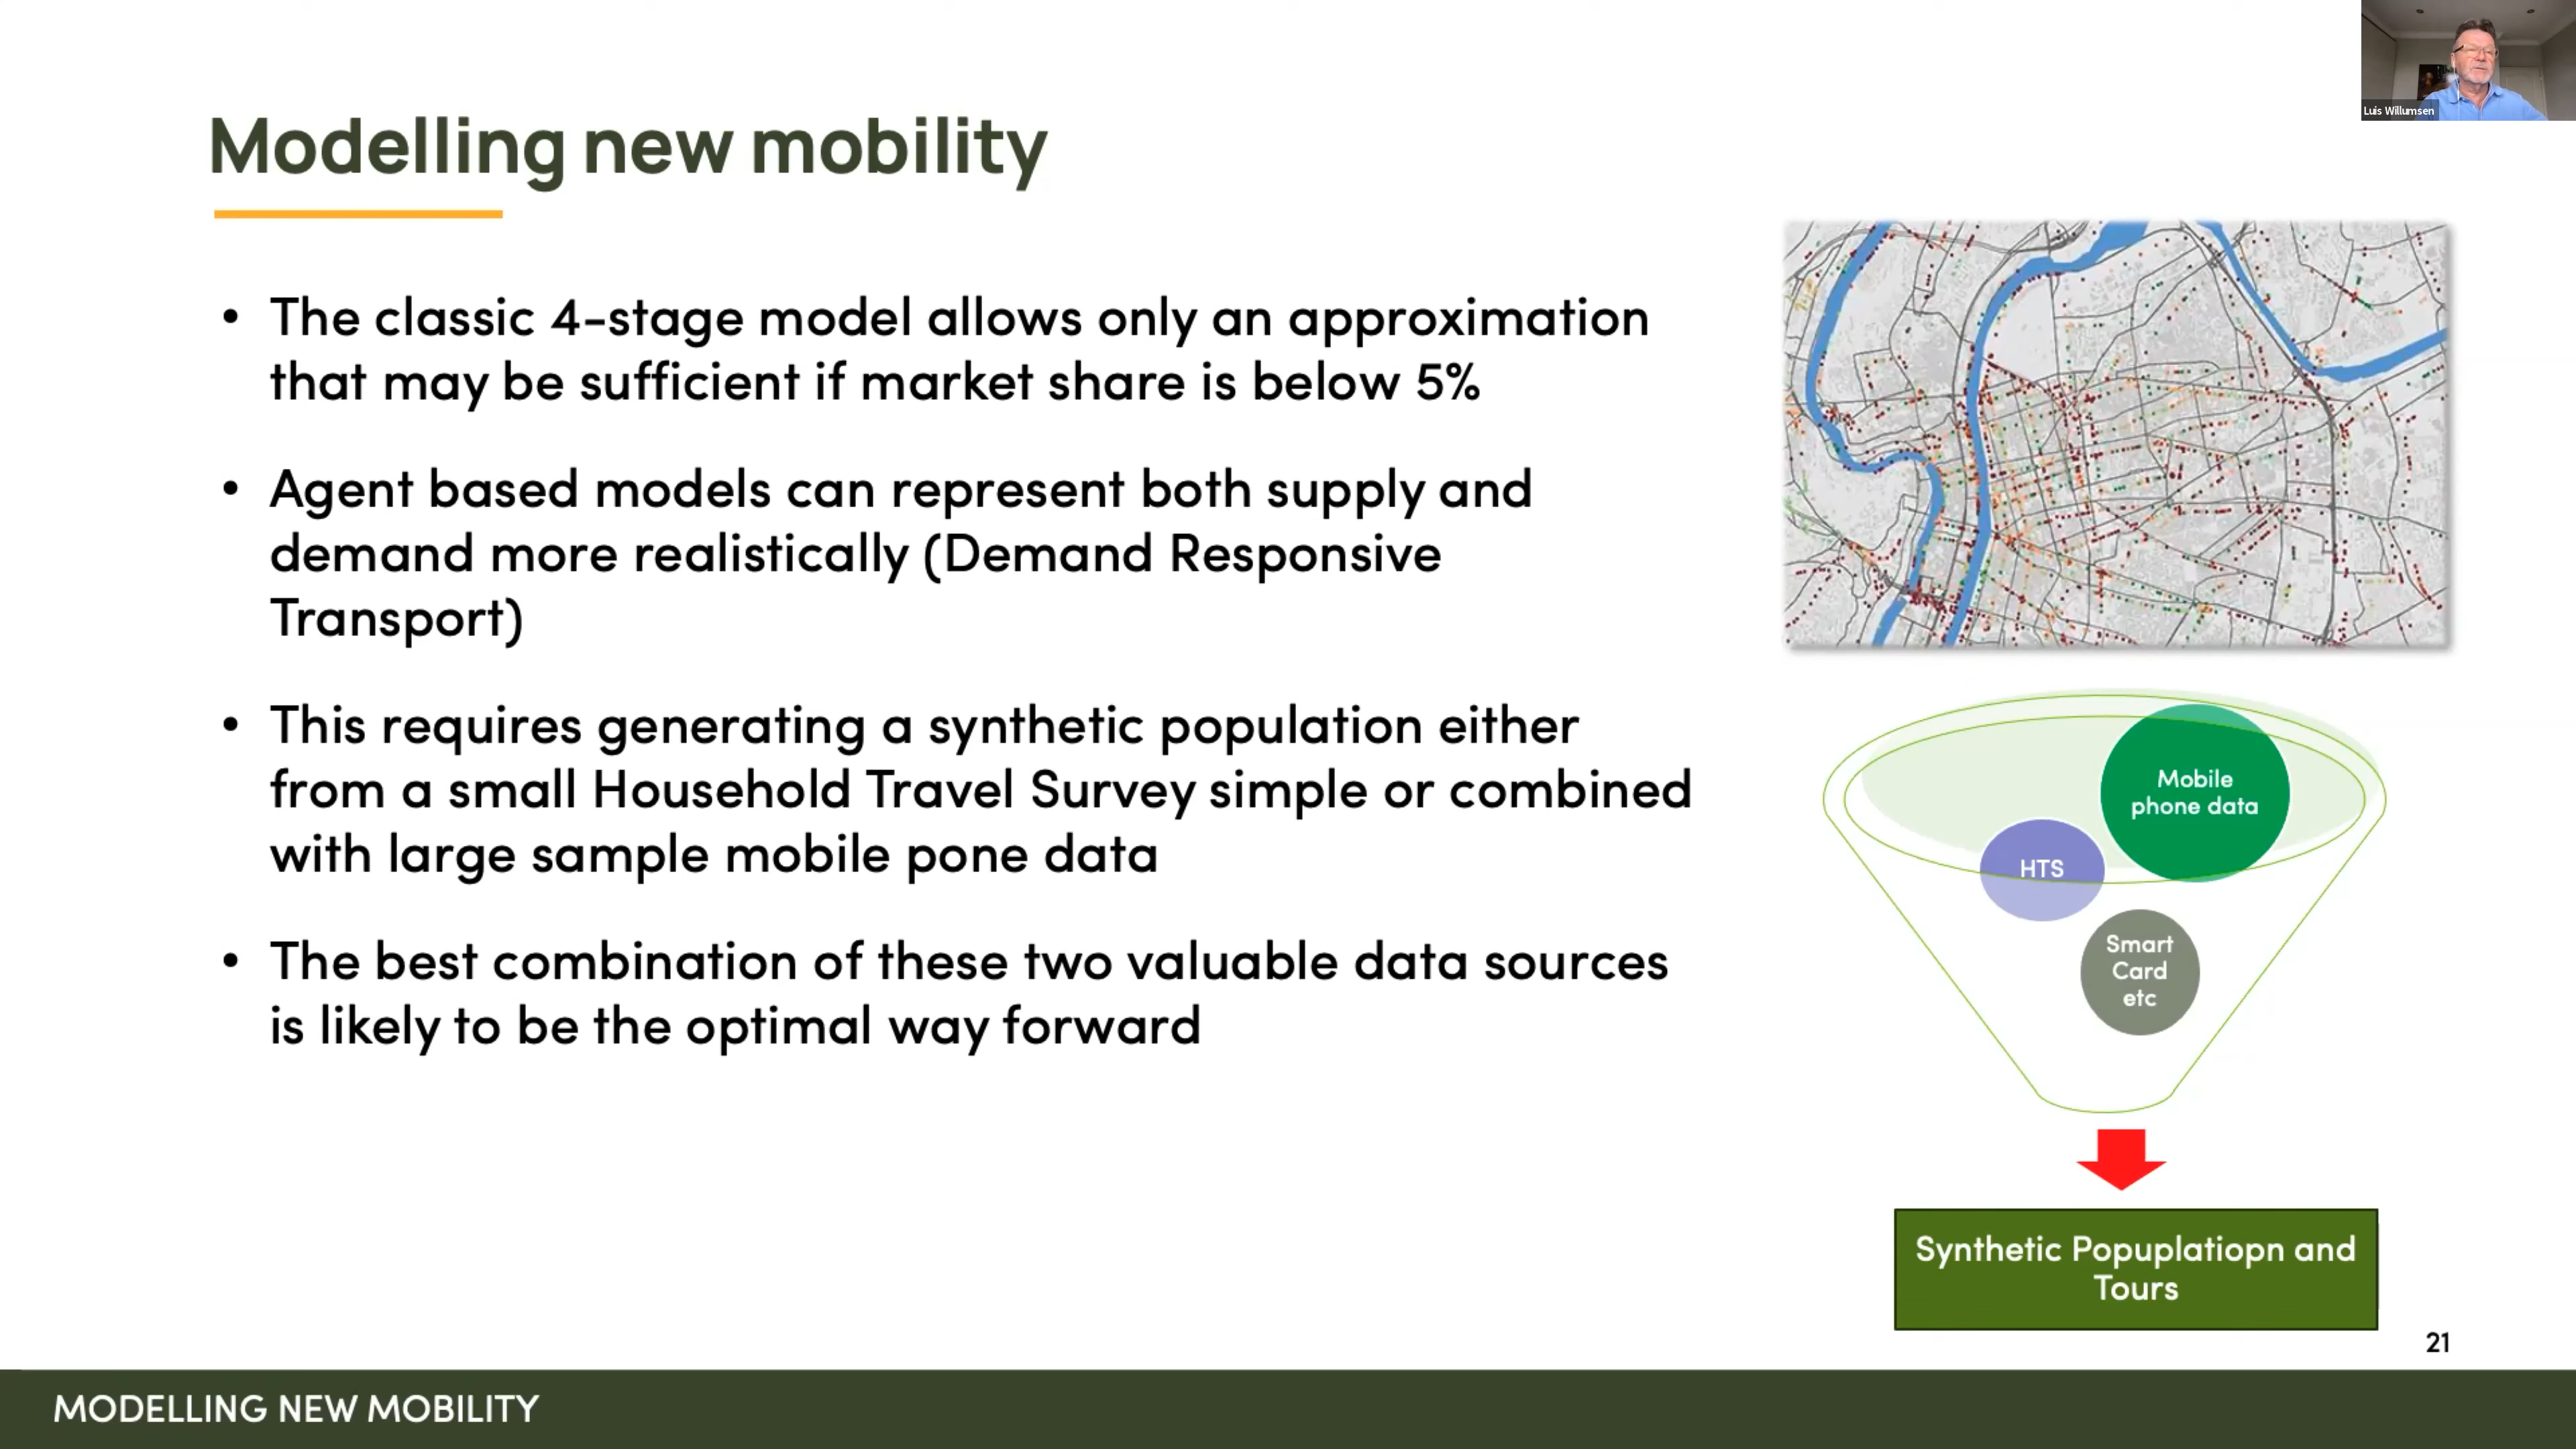 Luis Willumsen
Modelling new mobility
• The classic 4-stage model allows only an approximation
that may be sufficient if market share is below 5%
• Agent based models can represent both supply and
demand more realistically (Demand Responsive
Transport)
• This requires generating a synthetic population either
from a small Household Travel Survey simple or combined
with large sample mobile pone data
• The best combination of these two valuable data sources
is likely to be the optimal way forward
Mobile
phone data
HTS
Smart
Card
etc
Synthetic Popuplatiopn and
Tours
21
MODELLING NEW MOBILITY